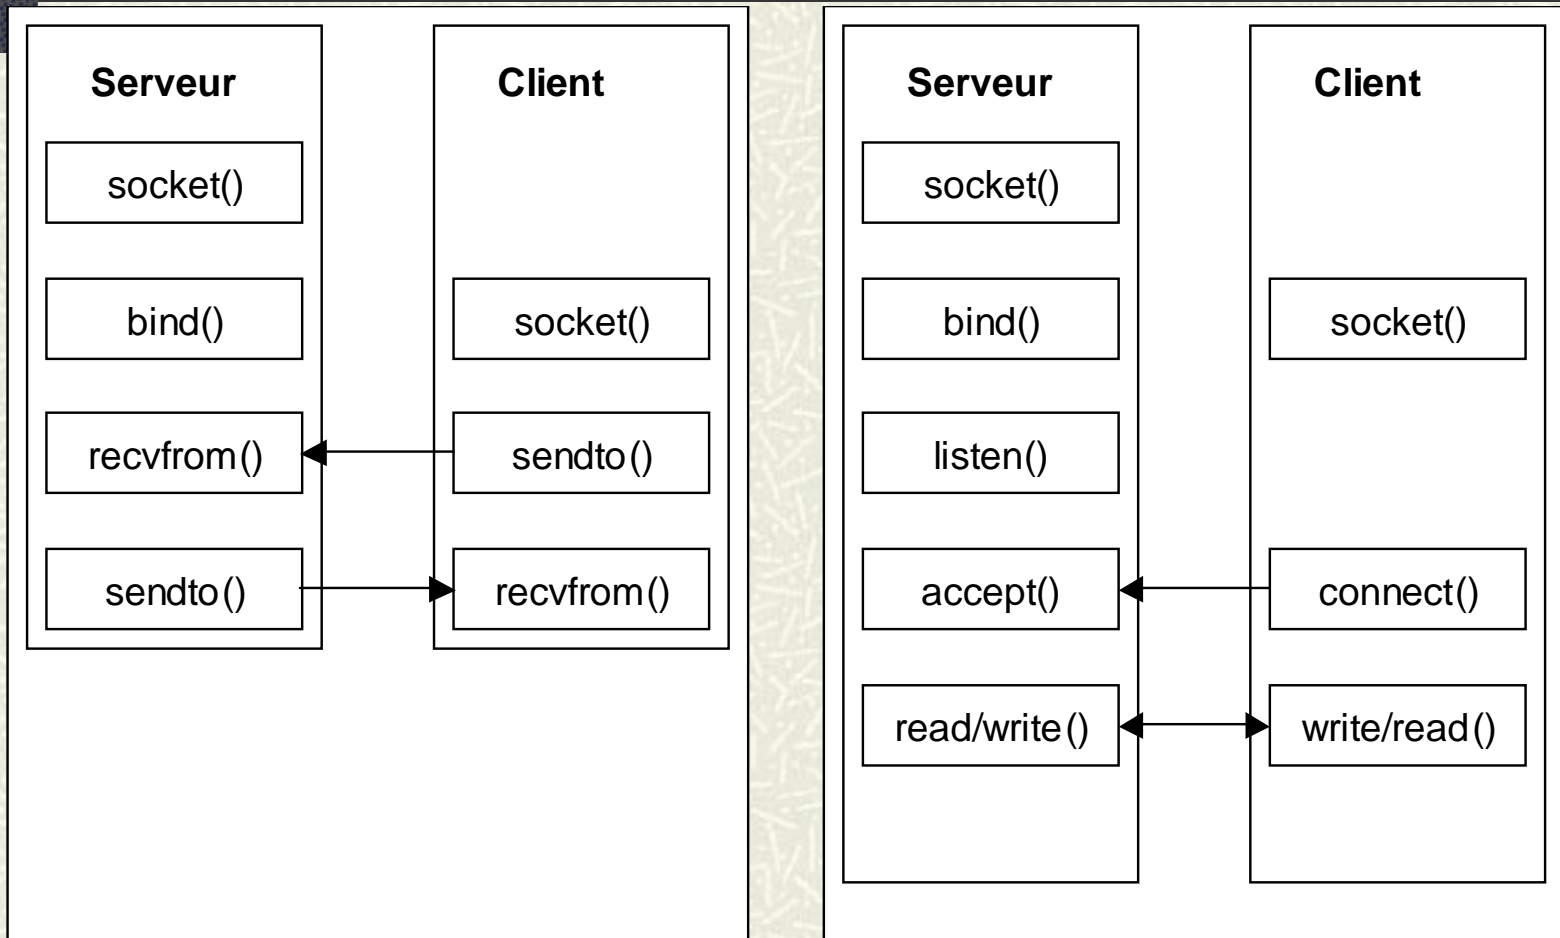 Serveur
socket()
bind()
recvfrom()
sendto()
Client
socket()
sendto()
recvfrom()
Serveur
socket()
bind()
listen()
accept()
read/write()
Client
socket()
connect()
write/read()